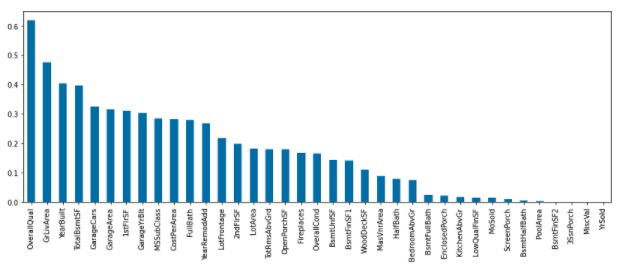 0.6
0.5
0.4
0.3
0.2
0.1
0.0
OverallQual
GrLivArea
YearBuilt
TotalBsmtSF
GarageCars
GarageArea
1stFlrSF
GarageYrBlt
MSSubClass
CostPerArea
FullBath
YearRemodAdd
LotFrontage
2ndFlrSF
LotArea
TotRmsAbvGrd
OpenPorchSF
Fireplaces
OverallCond
BsmtUnfSF
BsmtFinSF1
WoodDeckSF
MasVnrArea
HalfBath
BedroomAbvGr
BsmtFullBath
EnclosedPorch
KitchenAbvGr
LowQualFinSF
MoSold
ScreenPorch
BsmtHalfBath
PoolArea
BsmtFinSF2
3SsnPorch
MiscVal
YrSold